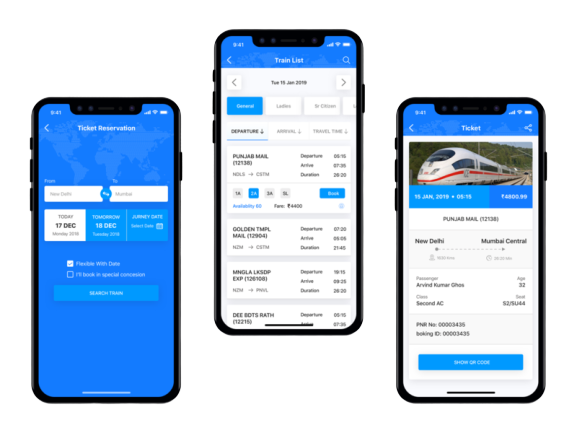 9:41
Ticket Reservation
From
To
New Delhi
Mumbai
TODAY
17 DEC
Monday 2018
TOMORROW
18 DEC
Tuesday 2018
JURNEY DATE
Select Date
Flexible With Date
I'll book in special concesion
SEARCH TRAIN
9:41
Train List
Tue 15 Jan 2019
General
Ladies
Sr Citizen
DEPARTURE ↓
ARRIVAL ↓
TRAVEL TIME ↓
PUNJAB MAIL
(12138)
NDLS → CSTM
Departure 05:15
Arrive 07:35
Duration 26:20
1A
2A
3A
SL
Book
Availability 60
Fare: ₹4400
GOLDEN TMPL
MAIL (12904)
NZM → CSTM
Departure 07:20
Arrive 05:05
Duration 21:45
MNGLA LKSDP
EXP (126108)
NZM → PNVL
Departure 19:15
Arrive 09:25
Duration 26:20
DEE BDTS RATH
(12215)
Departure 05:15
Arrive 07:35
9:41
Ticket
15 JAN, 2019 • 05:15
₹4800.99
PUNJAB MAIL (12138)
New Delhi
Mumbai Central
Passenger
Arvind Kumar Ghos
Age
32
Class
Second AC
Seat
S2/SU44
PNR No: 00003435
boking ID: 00003435
SHOW QR CODE